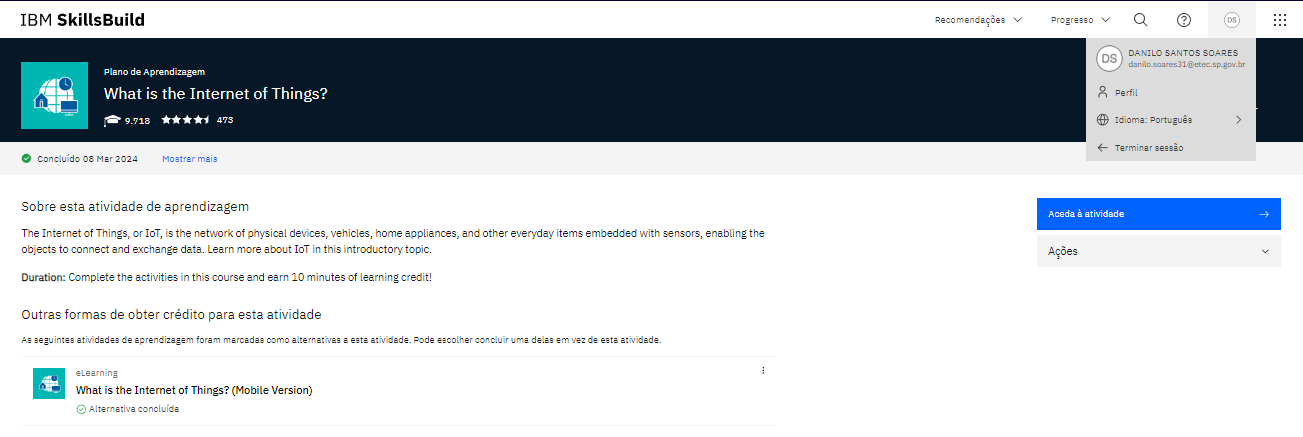 IBM SkillsBuild
Recomendações
Progresso
DS
DS
DANILO SANTOS SOARES
danilo.soares31@etec.sp.gov.br
Perfil
Idioma: Português
Terminar sessão
Plano de Aprendizagem
What is the Internet of Things?
9.718
473
Concluído 08 Mar 2024
Mostrar mais
Sobre esta atividade de aprendizagem
The Internet of Things, or IoT, is the network of physical devices, vehicles, home appliances, and other everyday items embedded with sensors, enabling the
objects to connect and exchange data. Learn more about IoT in this introductory topic.
Duration: Complete the activities in this course and earn 10 minutes of learning credit!
Aceda à atividade
Ações
Outras formas de obter crédito para esta atividade
As seguintes atividades de aprendizagem foram marcadas como alternativas a esta atividade. Pode escolher concluir uma delas em vez de esta atividade.
eLearning
What is the Internet of Things? (Mobile Version)
Alternativa concluída